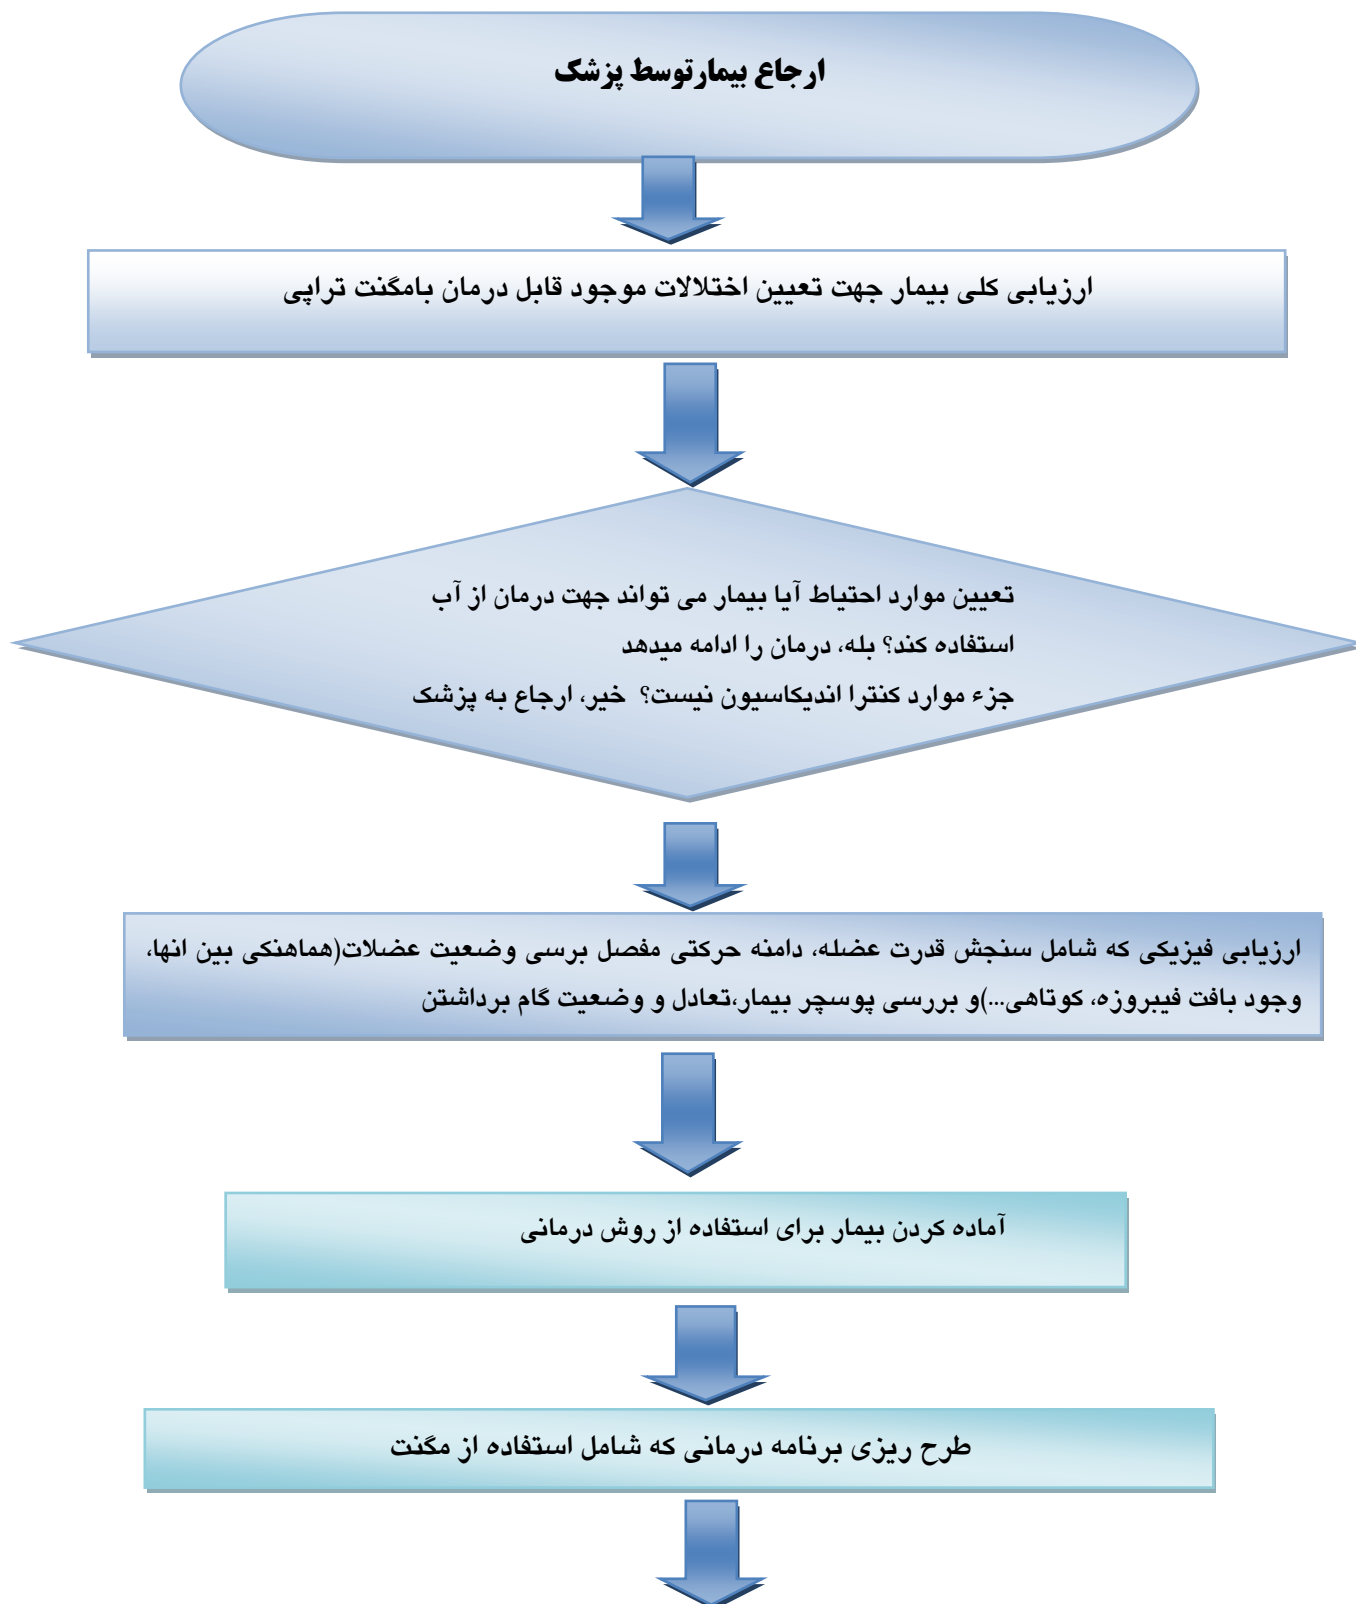 ارجاع بیمارتوسط پزشک
ارزیابی کلی بیمار جهت تعیین اختلالات موجود قابل درمان بامگنت تراپی
تعیین موارد احتیاط آیا بیمار می تواند جهت درمان از آب
استفاده کند؟ بله، درمان را ادامه میدهد
جزء موارد کنترا اندیکاسیون نیست؟ خیر، ارجاع به پزشک
ارزیابی فیزیکی که شامل سنجش قدرت عضله، دامنه حرکتی مفصل برسی وضعیت عضلات(هماهنکی بین انها،
وجود بافت فیبروزه، کوتاهی...)و بررسی پوسچر بیمار،تعادل و وضعیت گام برداشتن
آماده کردن بیمار برای استفاده از روش درمانی
طرح ریزی برنامه درمانی که شامل استفاده از مگنت